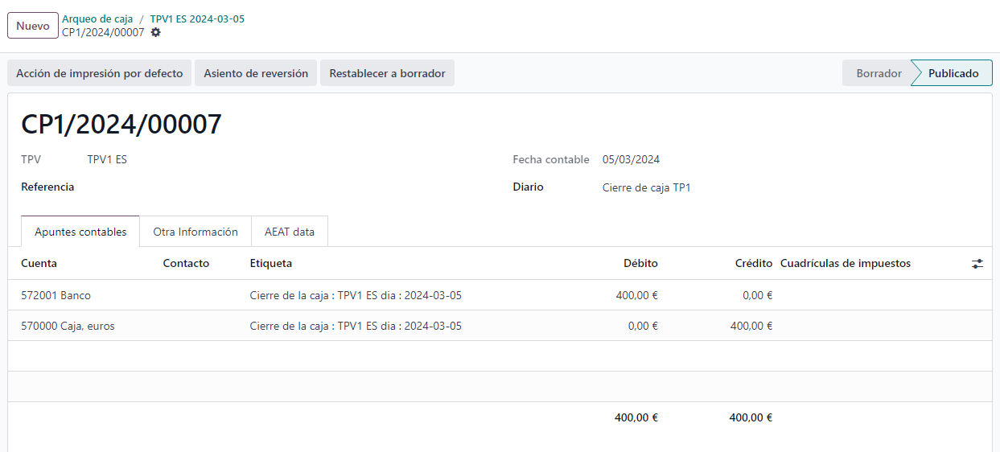 Nuevo
Arqueo de caja / TPV1 ES 2024-03-05
CP1/2024/00007
Acción de impresión por defecto Asiento de reversión Restablecer a borrador Borrador Publicado
CP1/2024/00007
TPV TPV1 ES Fecha contable 05/03/2024
Referencia Diario Cierre de caja TP1
Apuntes contables Otra Información AEAT data
Cuenta Contacto Etiqueta Débito Crédito Cuadrículas de impuestos
572001 Banco Cierre de la caja : TPV1 ES dia : 2024-03-05 400,00 € 0,00 €
570000 Caja, euros Cierre de la caja : TPV1 ES dia : 2024-03-05 0,00 € 400,00 €
400,00 € 400,00 €